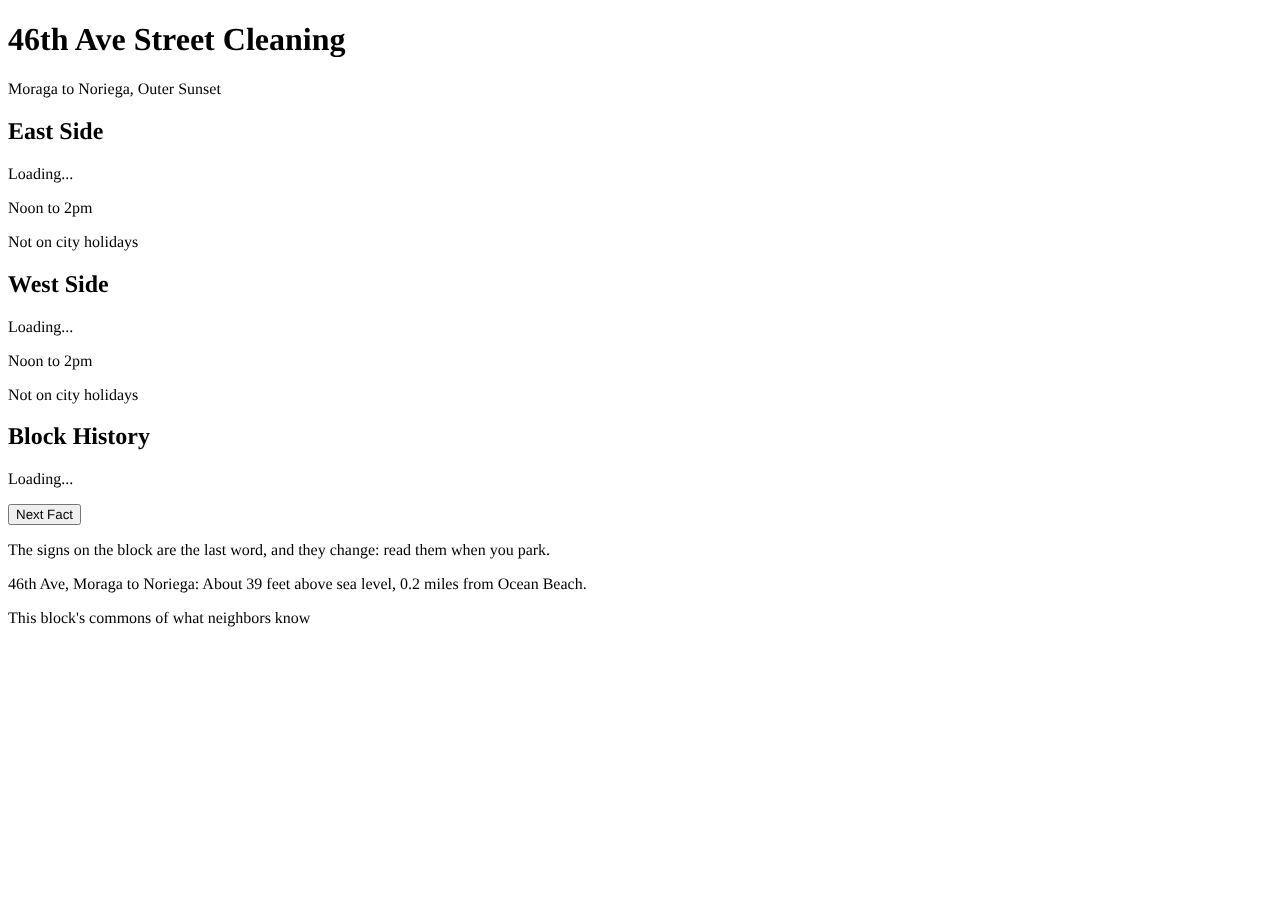 46th Ave Street Cleaning
Moraga to Noriega, Outer Sunset
East Side
Loading...
Noon to 2pm
Not on city holidays
West Side
Loading...
Noon to 2pm
Not on city holidays
Block History
Loading...
Next Fact
The signs on the block are the last word, and they change: read them when you park.
46th Ave, Moraga to Noriega: About 39 feet above sea level, 0.2 miles from Ocean Beach.
This block's commons of what neighbors know